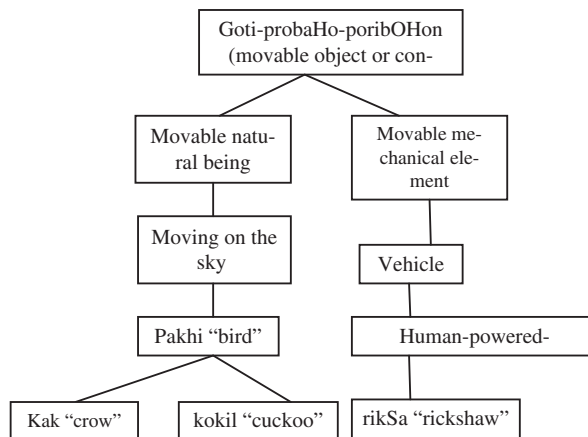 Goti-probaHo-poribOHon
(movable object or con-
Movable natu-
ral being
Movable me-
chanical ele-
ment
Moving on the
sky
Vehicle
Pakhi “bird”
Human-powered-
Kak “crow”
kokil “cuckoo”
rikSa “rickshaw”